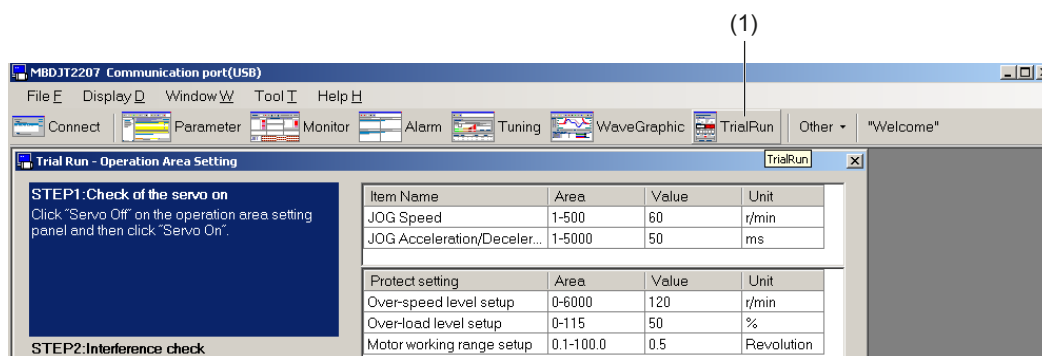 (1)
MBDJT2207 Communication port(USB)
File F Display D Window W Tool T Help H
Connect Parameter Monitor Alarm Tuning WaveGraphic TrialRun Other "Welcome"
TrialRun
Trial Run - Operation Area Setting
STEP1:Check of the servo on
Click "Servo Off" on the operation area setting
panel and then click "Servo On".
STEP2:Interference check
Item Name Area Value Unit
JOG Speed 1-500 60 r/min
JOG Acceleration/Deceler... 1-5000 50 ms
Protect setting Area Value Unit
Over-speed level setup 0-6000 120 r/min
Over-load level setup 0-115 50 %
Motor working range setup 0.1-100.0 0.5 Revolution